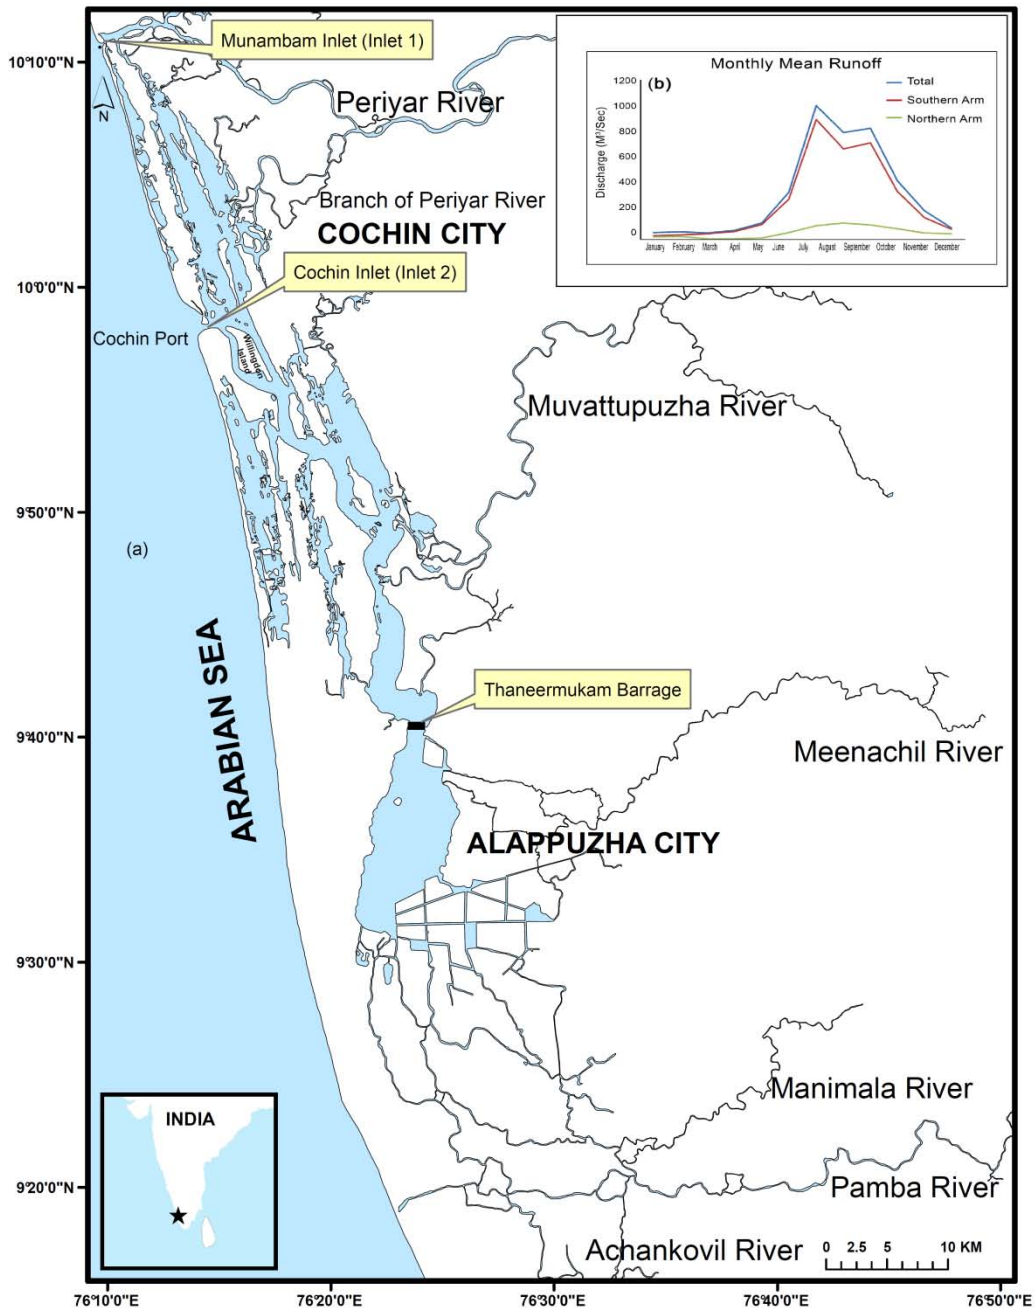 Munambam Inlet (Inlet 1)
10°10'0"N
N
Periyar River
Branch of Periyar River
COCHIN CITY
Cochin Inlet (Inlet 2)
10°0'0"N
Cochin Port
Willingdon
Island
Monthly Mean Runoff
(b)
Total
Southern Arm
Northern Arm
Discharge (M³/Sec)
1200
1000
800
600
400
200
0
January February March April May June July August September October November December
Muvattupuzha River
9°50'0"N
(a)
ARABIAN SEA
Thaneermukam Barrage
9°40'0"N
Meenachil River
ALAPPUZHA CITY
9°30'0"N
Manimala River
INDIA
9°20'0"N
Pamba River
Achankovil River
0 2.5 5 10 KM
76°10'0"E 76°20'0"E 76°30'0"E 76°40'0"E 76°50'0"E